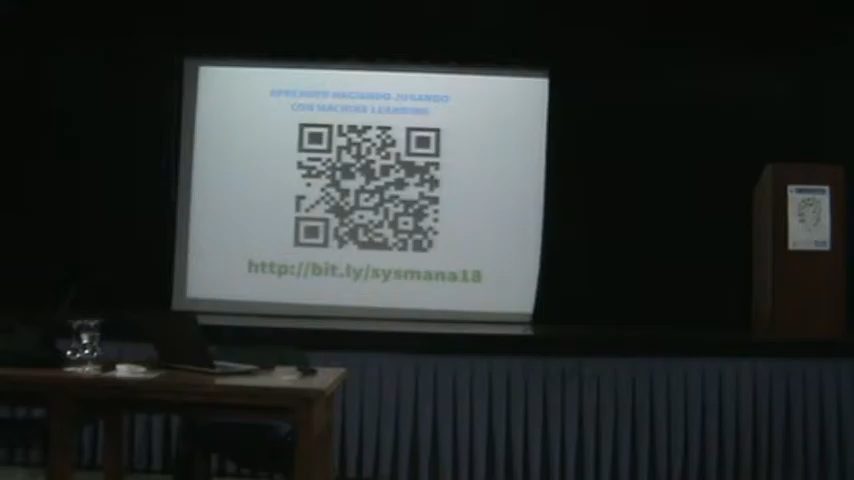 APRENDER HACIENDO JUGANDO
CON MACHINE LEARNING
http://bit.ly/sysmana18